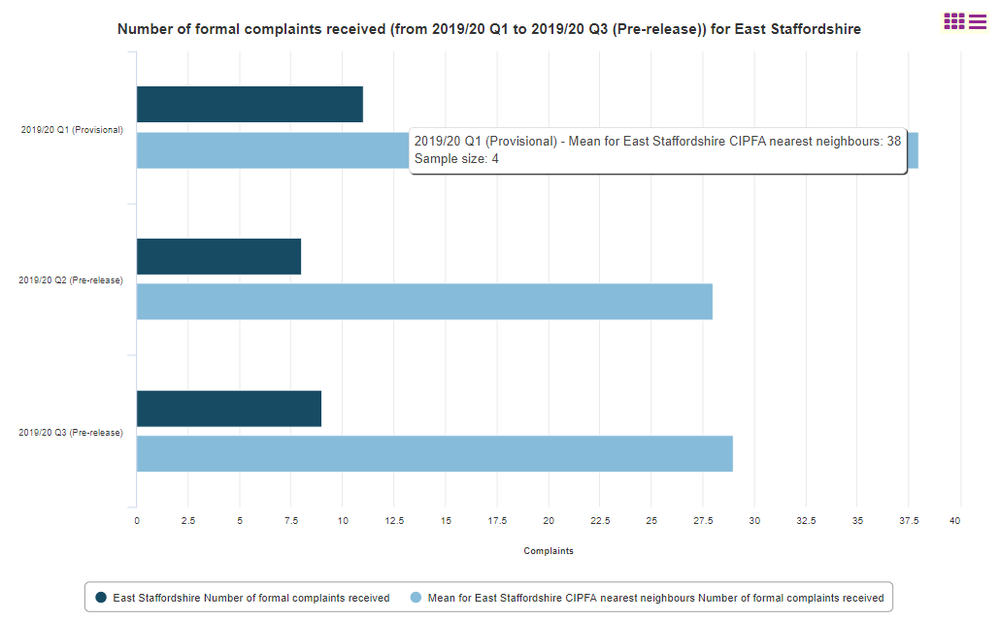 Number of formal complaints received (from 2019/20 Q1 to 2019/20 Q3 (Pre-release)) for East Staffordshire
2019/20 Q1 (Provisional)
2019/20 Q1 (Provisional) - Mean for East Staffordshire CIPFA nearest neighbours: 38
Sample size: 4
2019/20 Q2 (Pre-release)
2019/20 Q3 (Pre-release)
0 2.5 5 7.5 10 12.5 15 17.5 20 22.5 25 27.5 30 32.5 35 37.5 40
Complaints
East Staffordshire Number of formal complaints received Mean for East Staffordshire CIPFA nearest neighbours Number of formal complaints received